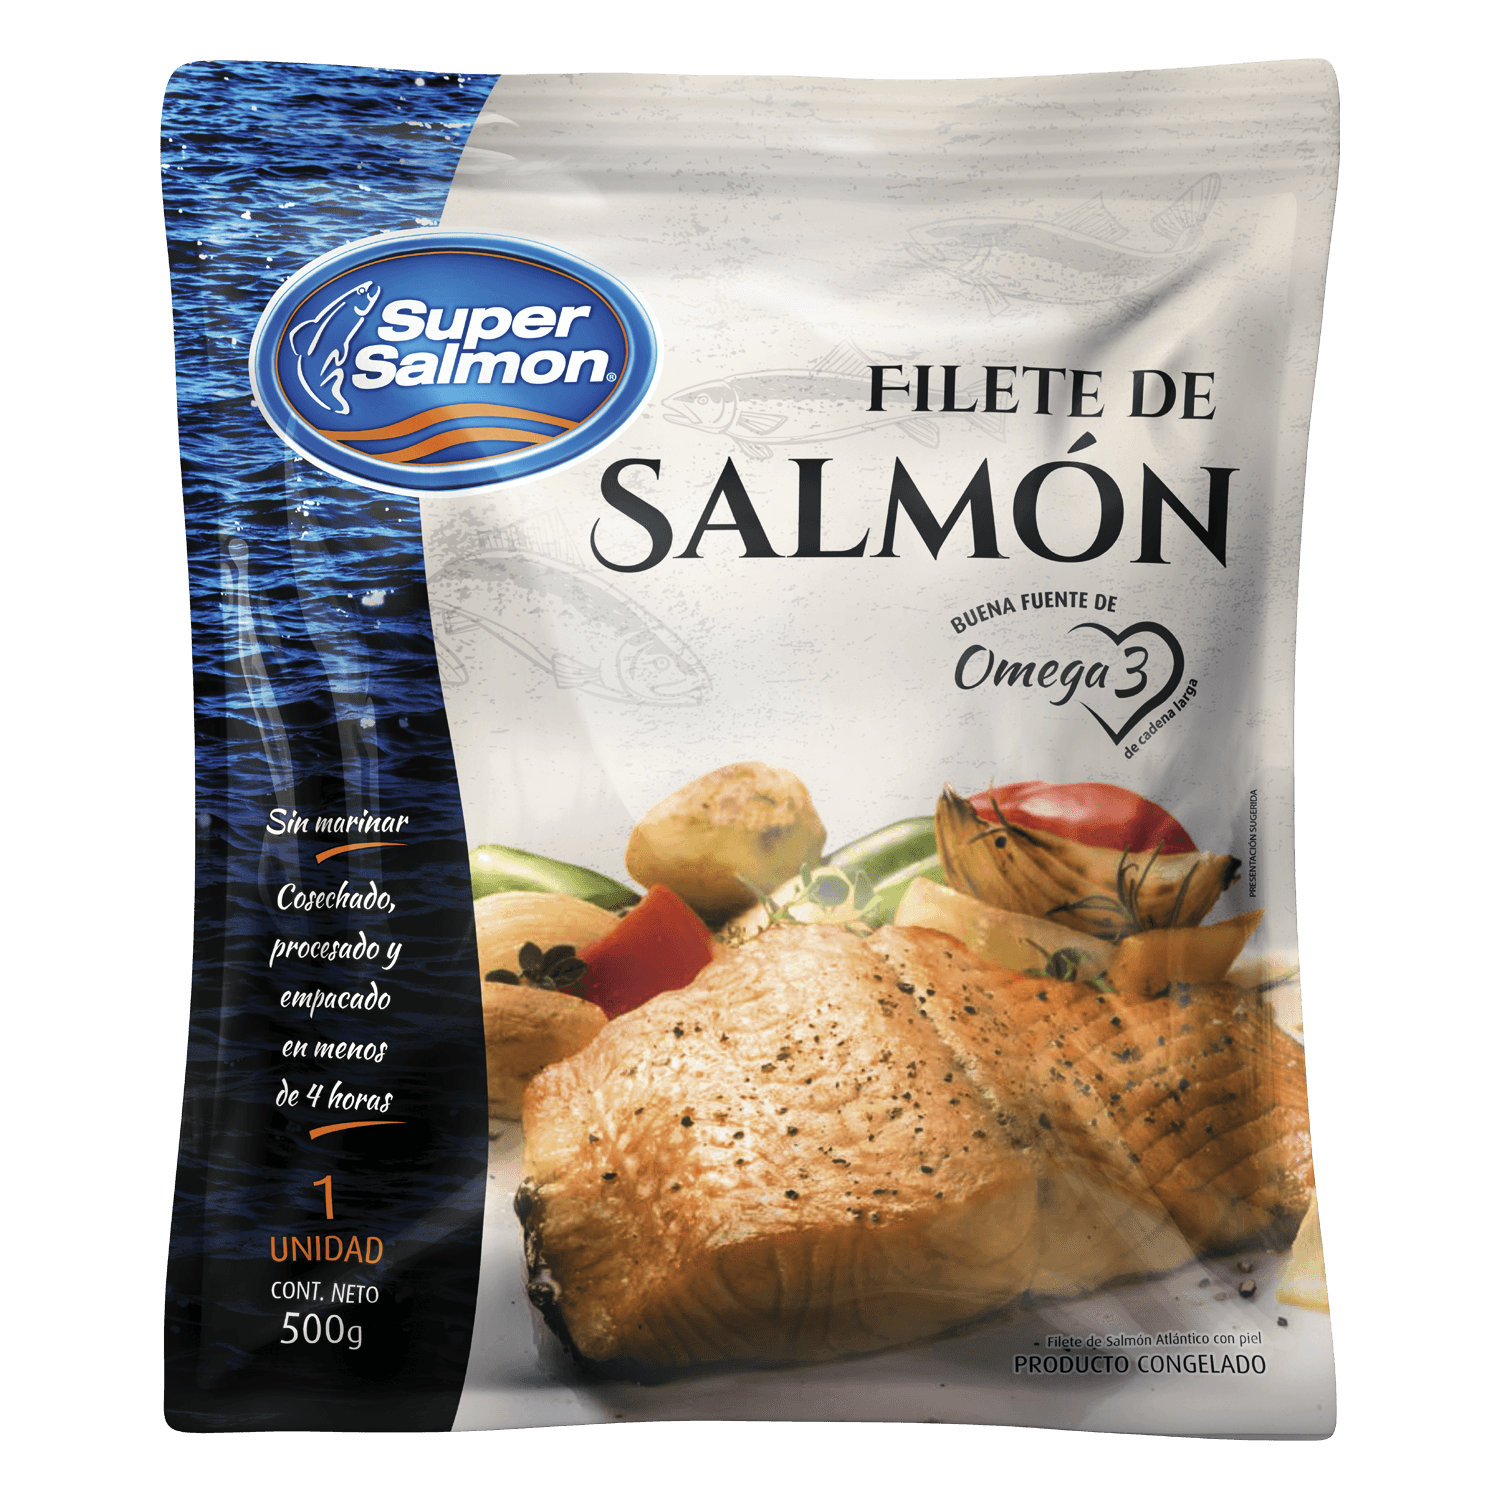 Super
Salmon®
FILETE DE
SALMÓN
BUENA FUENTE DE
Omega 3
de cadena larga
Sin marinar
Cosechado,
procesado y
empacado
en menos
de 4 horas
1
UNIDAD
CONT. NETO
500g
PRESENTACIÓN SUGERIDA
Filete de Salmón Atlántico con piel
PRODUCTO CONGELADO